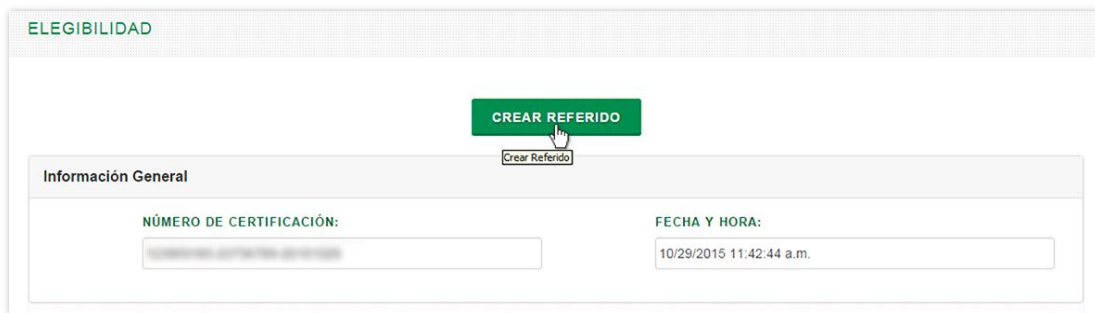 ELEGIBILIDAD
CREAR REFERIDO
Crear Referido
Información General
NÚMERO DE CERTIFICACIÓN:
FECHA Y HORA:
10/29/2015 11:42:44 a.m.